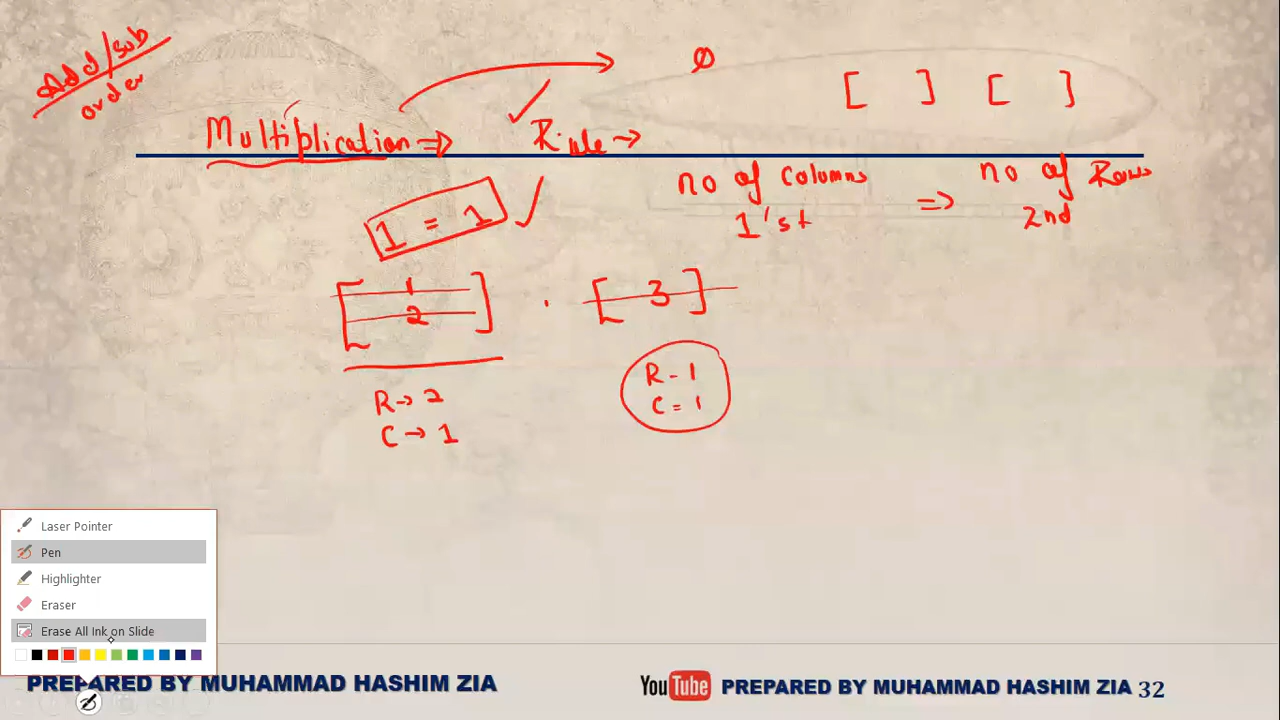 Add/sub
order
Ø
[ ] [ ]
Multiplication ⇒ Rule →
no of columns 1'st ⇒ no of Rows 2nd
1 = 1
[ 1
2 ] . [ 3 ]
R → 2
C → 1
R - 1
C = 1
Laser Pointer
Pen
Highlighter
Eraser
Erase All Ink on Slide
PREPARED BY MUHAMMAD HASHIM ZIA
YouTube PREPARED BY MUHAMMAD HASHIM ZIA 32